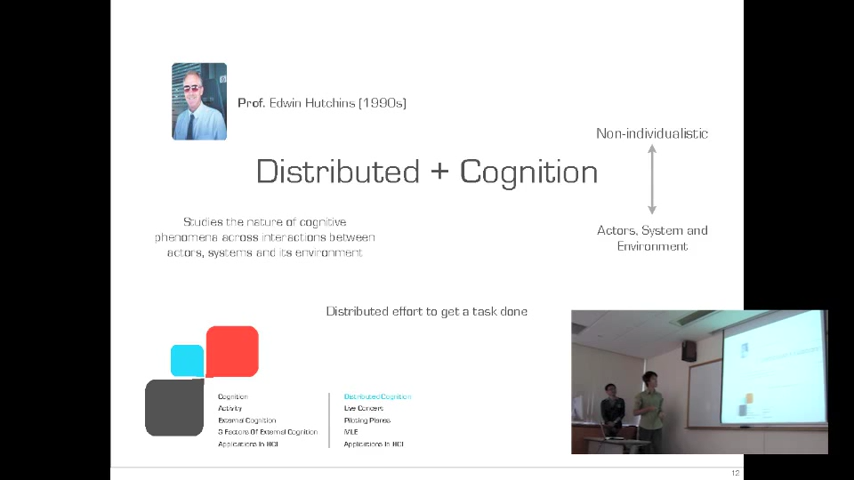 Prof. Edwin Hutchins (1990s)
Non-individualistic
Distributed + Cognition
Studies the nature of cognitive
phenomena across interactions between
actors, systems and its environment
Actors, System and
Environment
Distributed effort to get a task done
Cognition
Activity
External Cognition
3 Factors Of External Cognition
Applications In HCI
Distributed Cognition
Live Concert
Piloting Planes
MLE
Applications In HCI
12